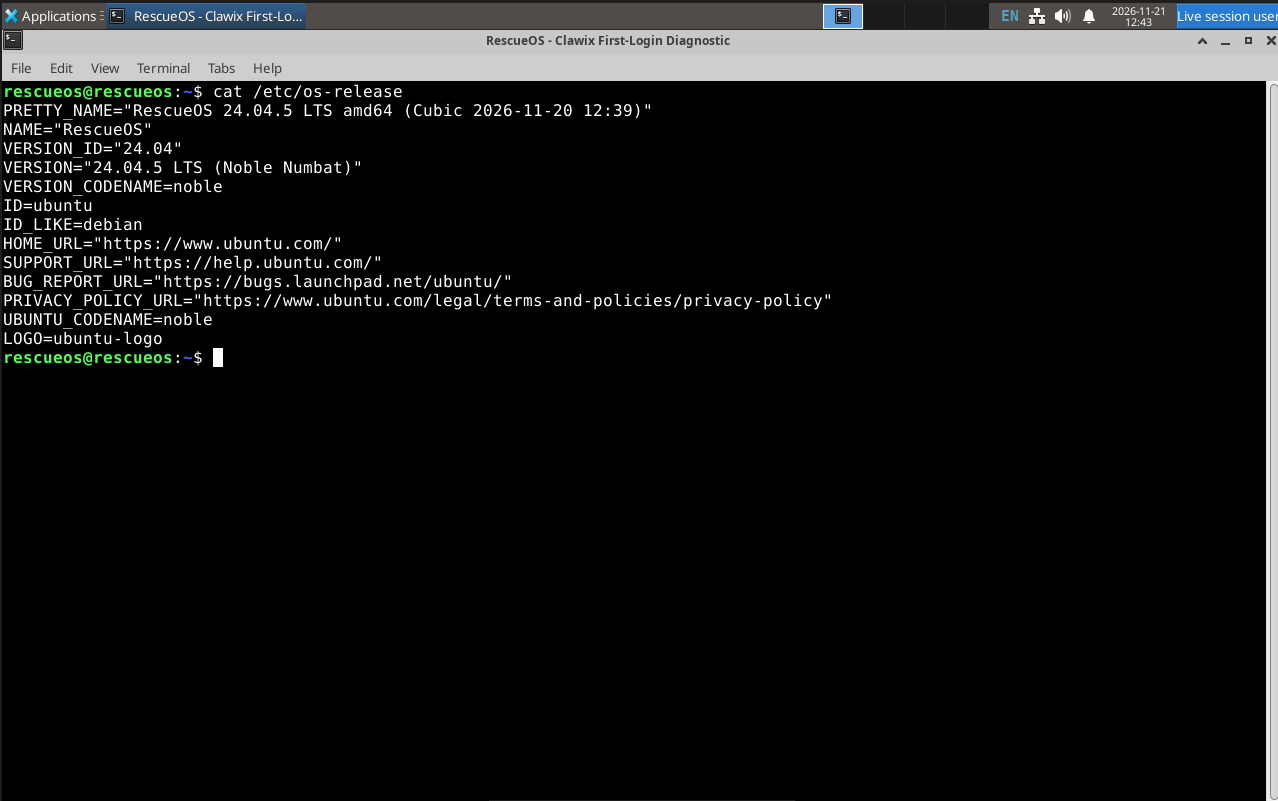 Applications
RescueOS - Clawix First-Lo...
EN
2026-11-21
12:43
Live session user
RescueOS - Clawix First-Login Diagnostic
File Edit View Terminal Tabs Help
rescueos@rescueos:~$ cat /etc/os-release
PRETTY_NAME="RescueOS 24.04.5 LTS amd64 (Cubic 2026-11-20 12:39)"
NAME="RescueOS"
VERSION_ID="24.04"
VERSION="24.04.5 LTS (Noble Numbat)"
VERSION_CODENAME=noble
ID=ubuntu
ID_LIKE=debian
HOME_URL="https://www.ubuntu.com/"
SUPPORT_URL="https://help.ubuntu.com/"
BUG_REPORT_URL="https://bugs.launchpad.net/ubuntu/"
PRIVACY_POLICY_URL="https://www.ubuntu.com/legal/terms-and-policies/privacy-policy"
UBUNTU_CODENAME=noble
LOGO=ubuntu-logo
rescueos@rescueos:~$